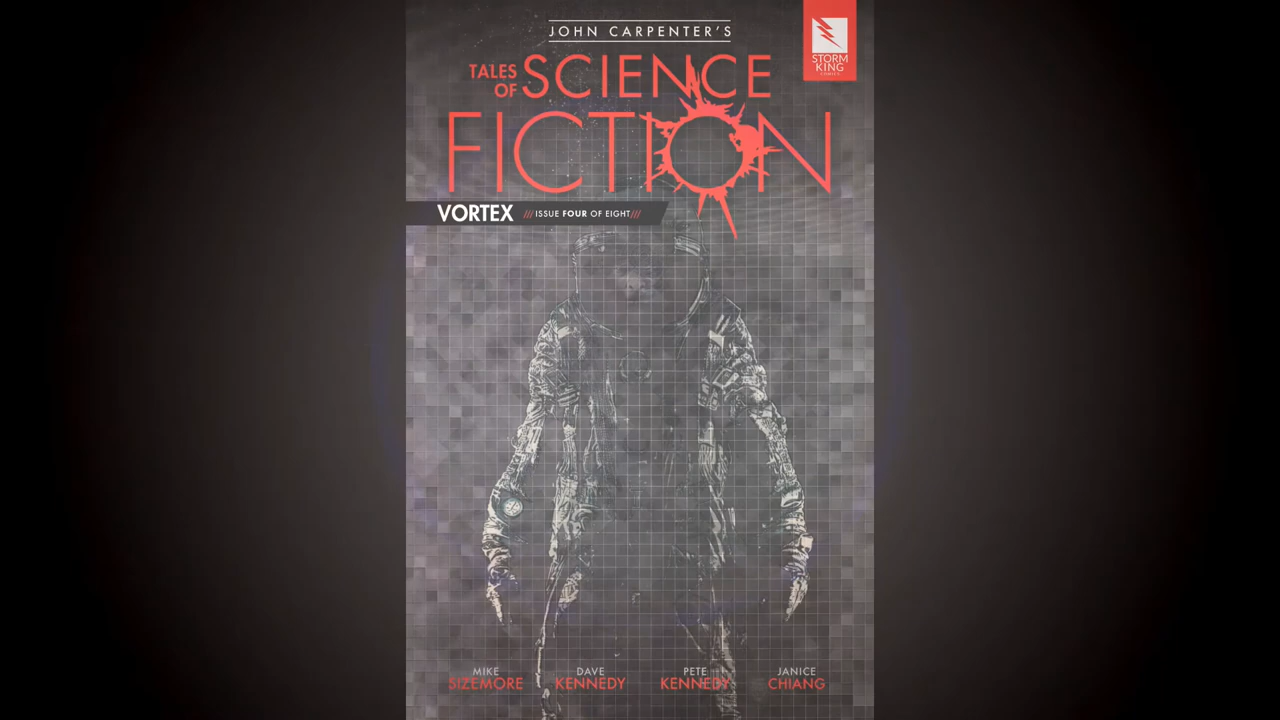 JOHN CARPENTER'S
TALES
OF
SCIENCE
FICTION
STORM
KING
COMICS
VORTEX
///ISSUE FOUR OF EIGHT///
MIKE
SIZEMORE
DAVE
KENNEDY
PETE
KENNEDY
JANICE
CHIANG